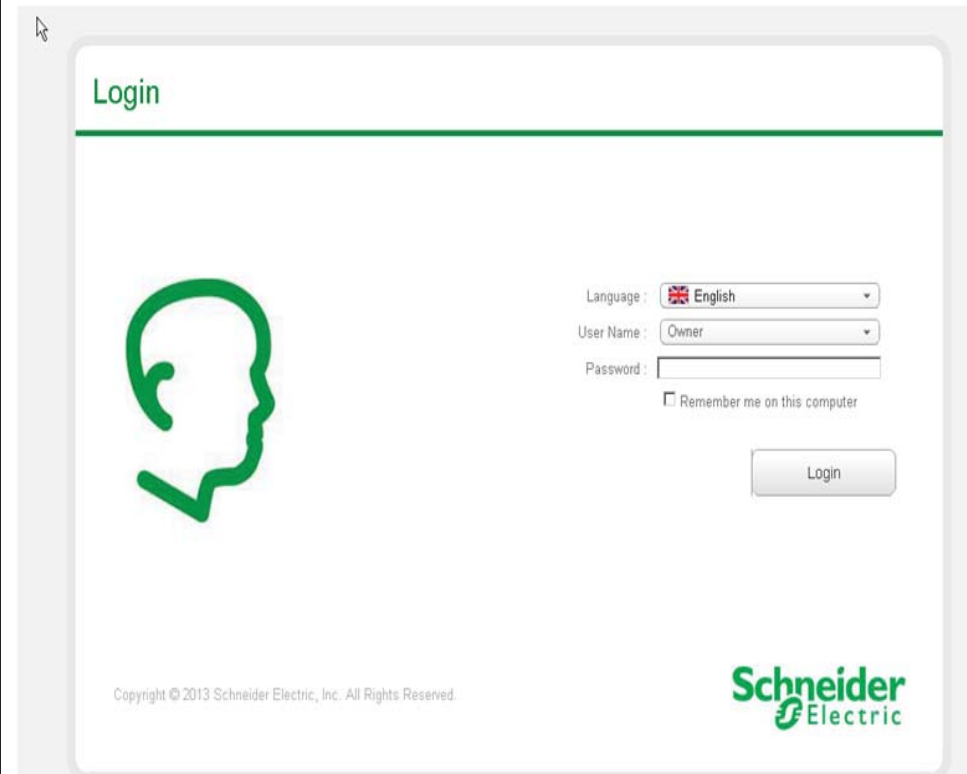 Login
Language : English
User Name : Owner
Password :
Remember me on this computer
Login
Copyright © 2013 Schneider Electric, Inc. All Rights Reserved.
Schneider
Electric